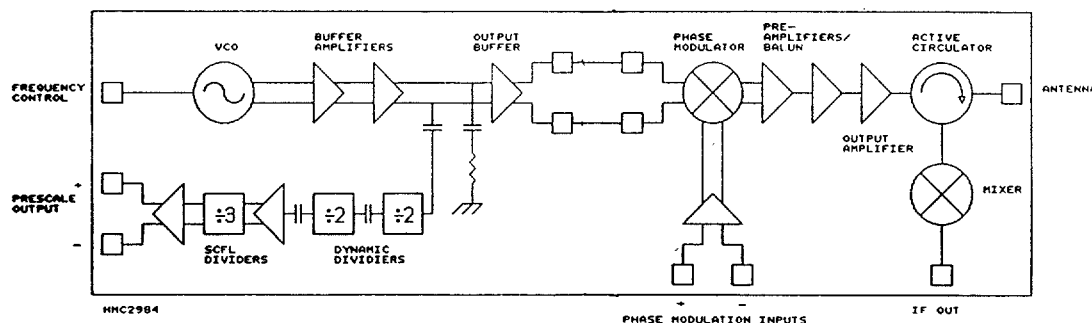 VCO
BUFFER
AMPLIFIERS
OUTPUT
BUFFER
PHASE
MODULATOR
PRE-
AMPLIFIERS/
BALUN
ACTIVE
CIRCULATOR
FREQUENCY
CONTROL
ANTENNA
OUTPUT
AMPLIFIER
MIXER
+
PRESCALE
OUTPUT
-
÷3
÷2
÷2
SCFL
DIVIDERS
DYNAMIC
DIVIDIERS
+
-
HMC2984
PHASE MODULATION INPUTS
IF OUT